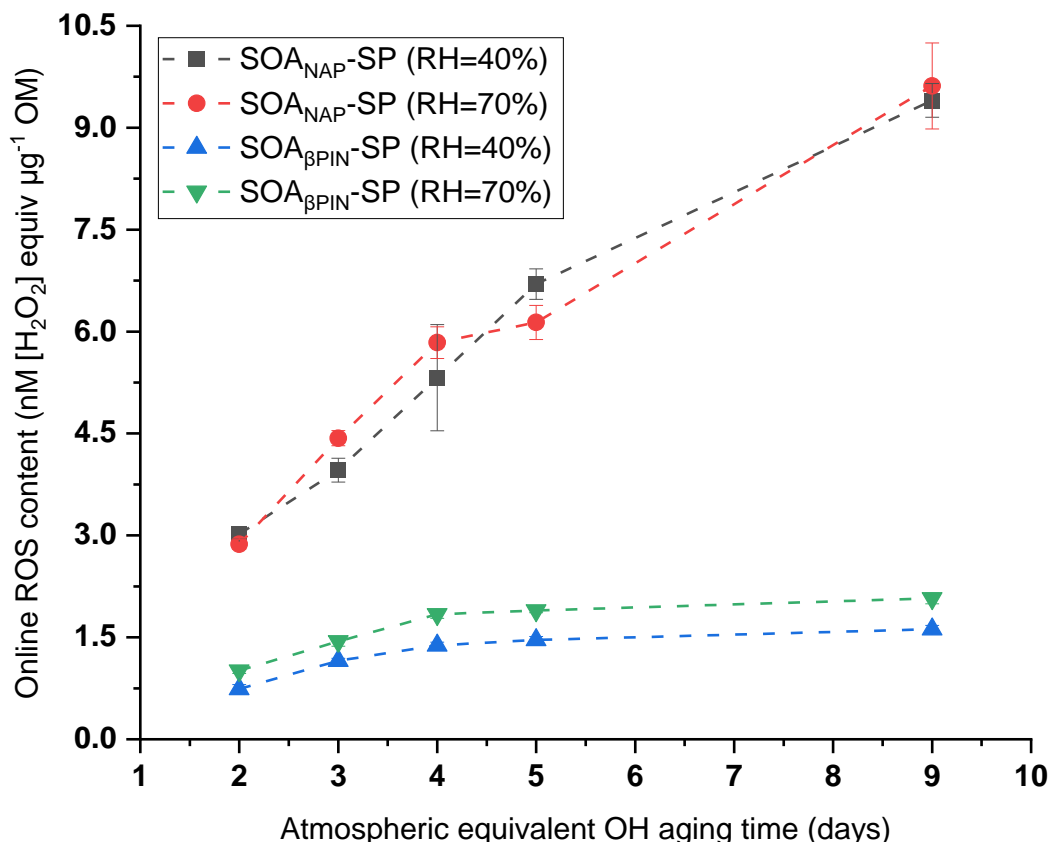 Online ROS content (nM [H₂O₂] equiv µg⁻¹ OM)
10.5
9.0
7.5
6.0
4.5
3.0
1.5
0.0
SOA_NAP-SP (RH=40%)
SOA_NAP-SP (RH=70%)
SOA_βPIN-SP (RH=40%)
SOA_βPIN-SP (RH=70%)
1 2 3 4 5 6 7 8 9 10
Atmospheric equivalent OH aging time (days)